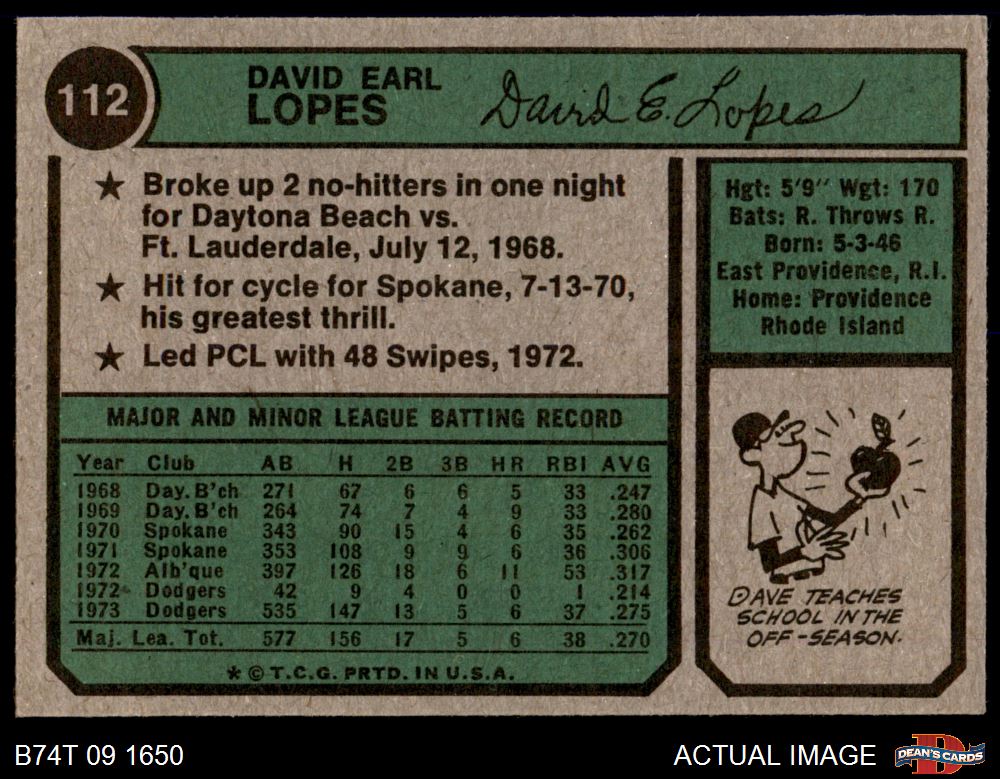 112
DAVID EARL
LOPES
David E. Lopes
★ Broke up 2 no-hitters in one night
for Daytona Beach vs.
Ft. Lauderdale, July 12, 1968.
★ Hit for cycle for Spokane, 7-13-70,
his greatest thrill.
★ Led PCL with 48 Swipes, 1972.
Hgt: 5'9" Wgt: 170
Bats: R. Throws R.
Born: 5-3-46
East Providence, R.I.
Home: Providence
Rhode Island
MAJOR AND MINOR LEAGUE BATTING RECORD
Year Club AB H 2B 3B HR RBI AVG
1968 Day. B'ch 271 67 6 6 5 33 .247
1969 Day. B'ch 264 74 7 4 9 33 .280
1970 Spokane 343 90 15 4 6 35 .262
1971 Spokane 353 108 9 9 6 36 .306
1972 Alb'que 397 126 18 6 11 53 .317
1972 Dodgers 42 9 4 0 0 1 .214
1973 Dodgers 535 147 13 5 6 37 .275
Maj. Lea. Tot. 577 156 17 5 6 38 .270
* © T.C.G. PRTD. IN U.S.A.
DAVE TEACHES
SCHOOL IN THE
OFF-SEASON.
B74T 09 1650
ACTUAL IMAGE
DEAN'S CARDS